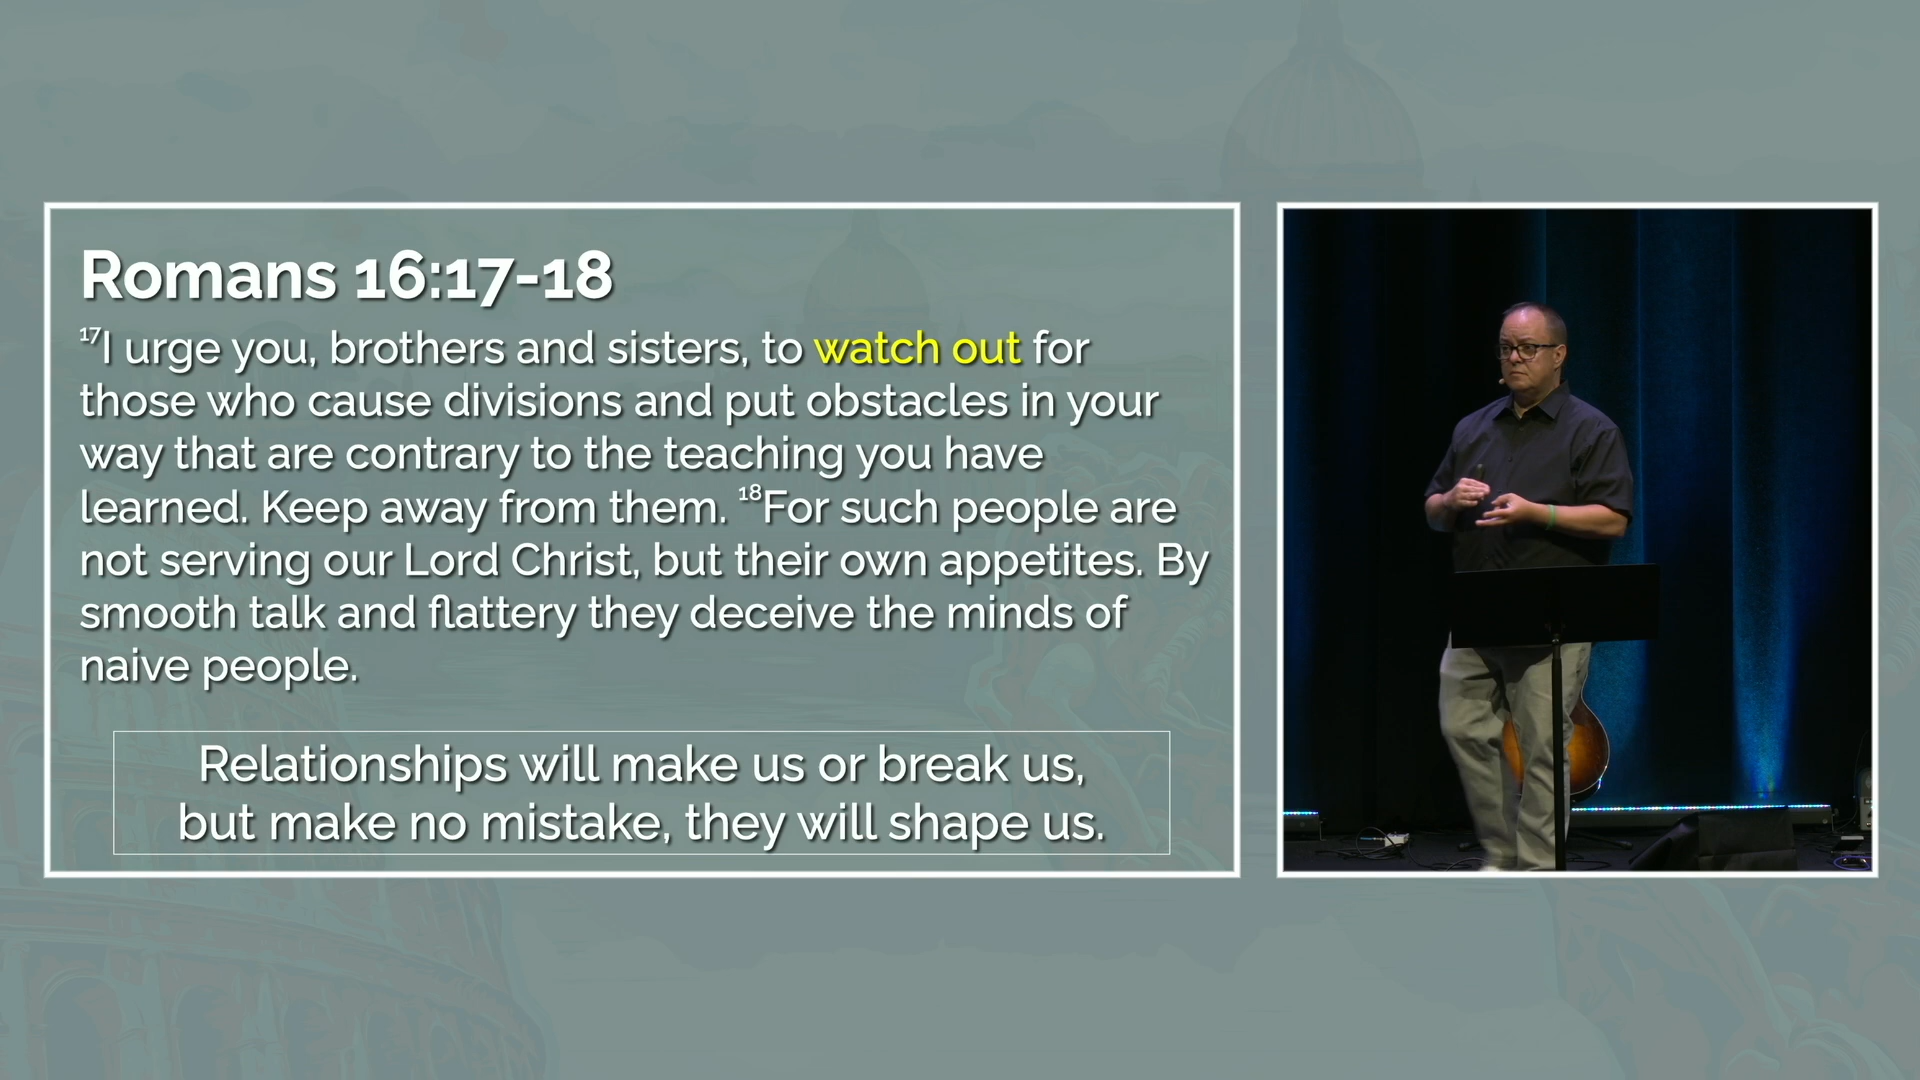 Romans 16:17-18
17I urge you, brothers and sisters, to watch out for
those who cause divisions and put obstacles in your
way that are contrary to the teaching you have
learned. Keep away from them. 18For such people are
not serving our Lord Christ, but their own appetites. By
smooth talk and flattery they deceive the minds of
naive people.
Relationships will make us or break us,
but make no mistake, they will shape us.